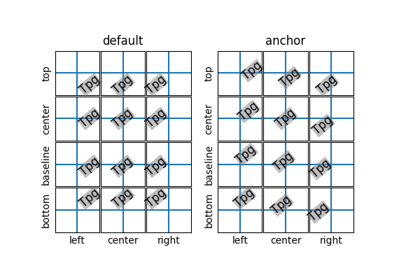 default anchor
top Tpg Tpg Tpg top Tpg Tpg Tpg
center Tpg Tpg Tpg center Tpg Tpg Tpg
baseline Tpg Tpg Tpg baseline Tpg Tpg Tpg
bottom Tpg Tpg Tpg bottom Tpg Tpg Tpg
left center right left center right